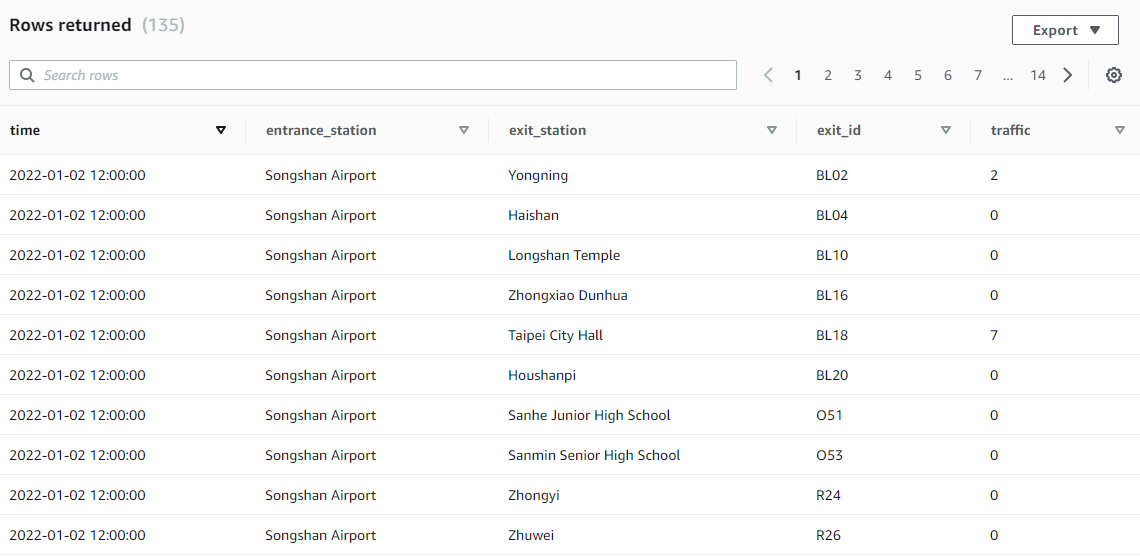 Rows returned (135)
Export
Search rows
1 2 3 4 5 6 7 ... 14
time entrance_station exit_station exit_id traffic
2022-01-02 12:00:00 Songshan Airport Yongning BL02 2
2022-01-02 12:00:00 Songshan Airport Haishan BL04 0
2022-01-02 12:00:00 Songshan Airport Longshan Temple BL10 0
2022-01-02 12:00:00 Songshan Airport Zhongxiao Dunhua BL16 0
2022-01-02 12:00:00 Songshan Airport Taipei City Hall BL18 7
2022-01-02 12:00:00 Songshan Airport Houshanpi BL20 0
2022-01-02 12:00:00 Songshan Airport Sanhe Junior High School O51 0
2022-01-02 12:00:00 Songshan Airport Sanmin Senior High School O53 0
2022-01-02 12:00:00 Songshan Airport Zhongyi R24 0
2022-01-02 12:00:00 Songshan Airport Zhuwei R26 0